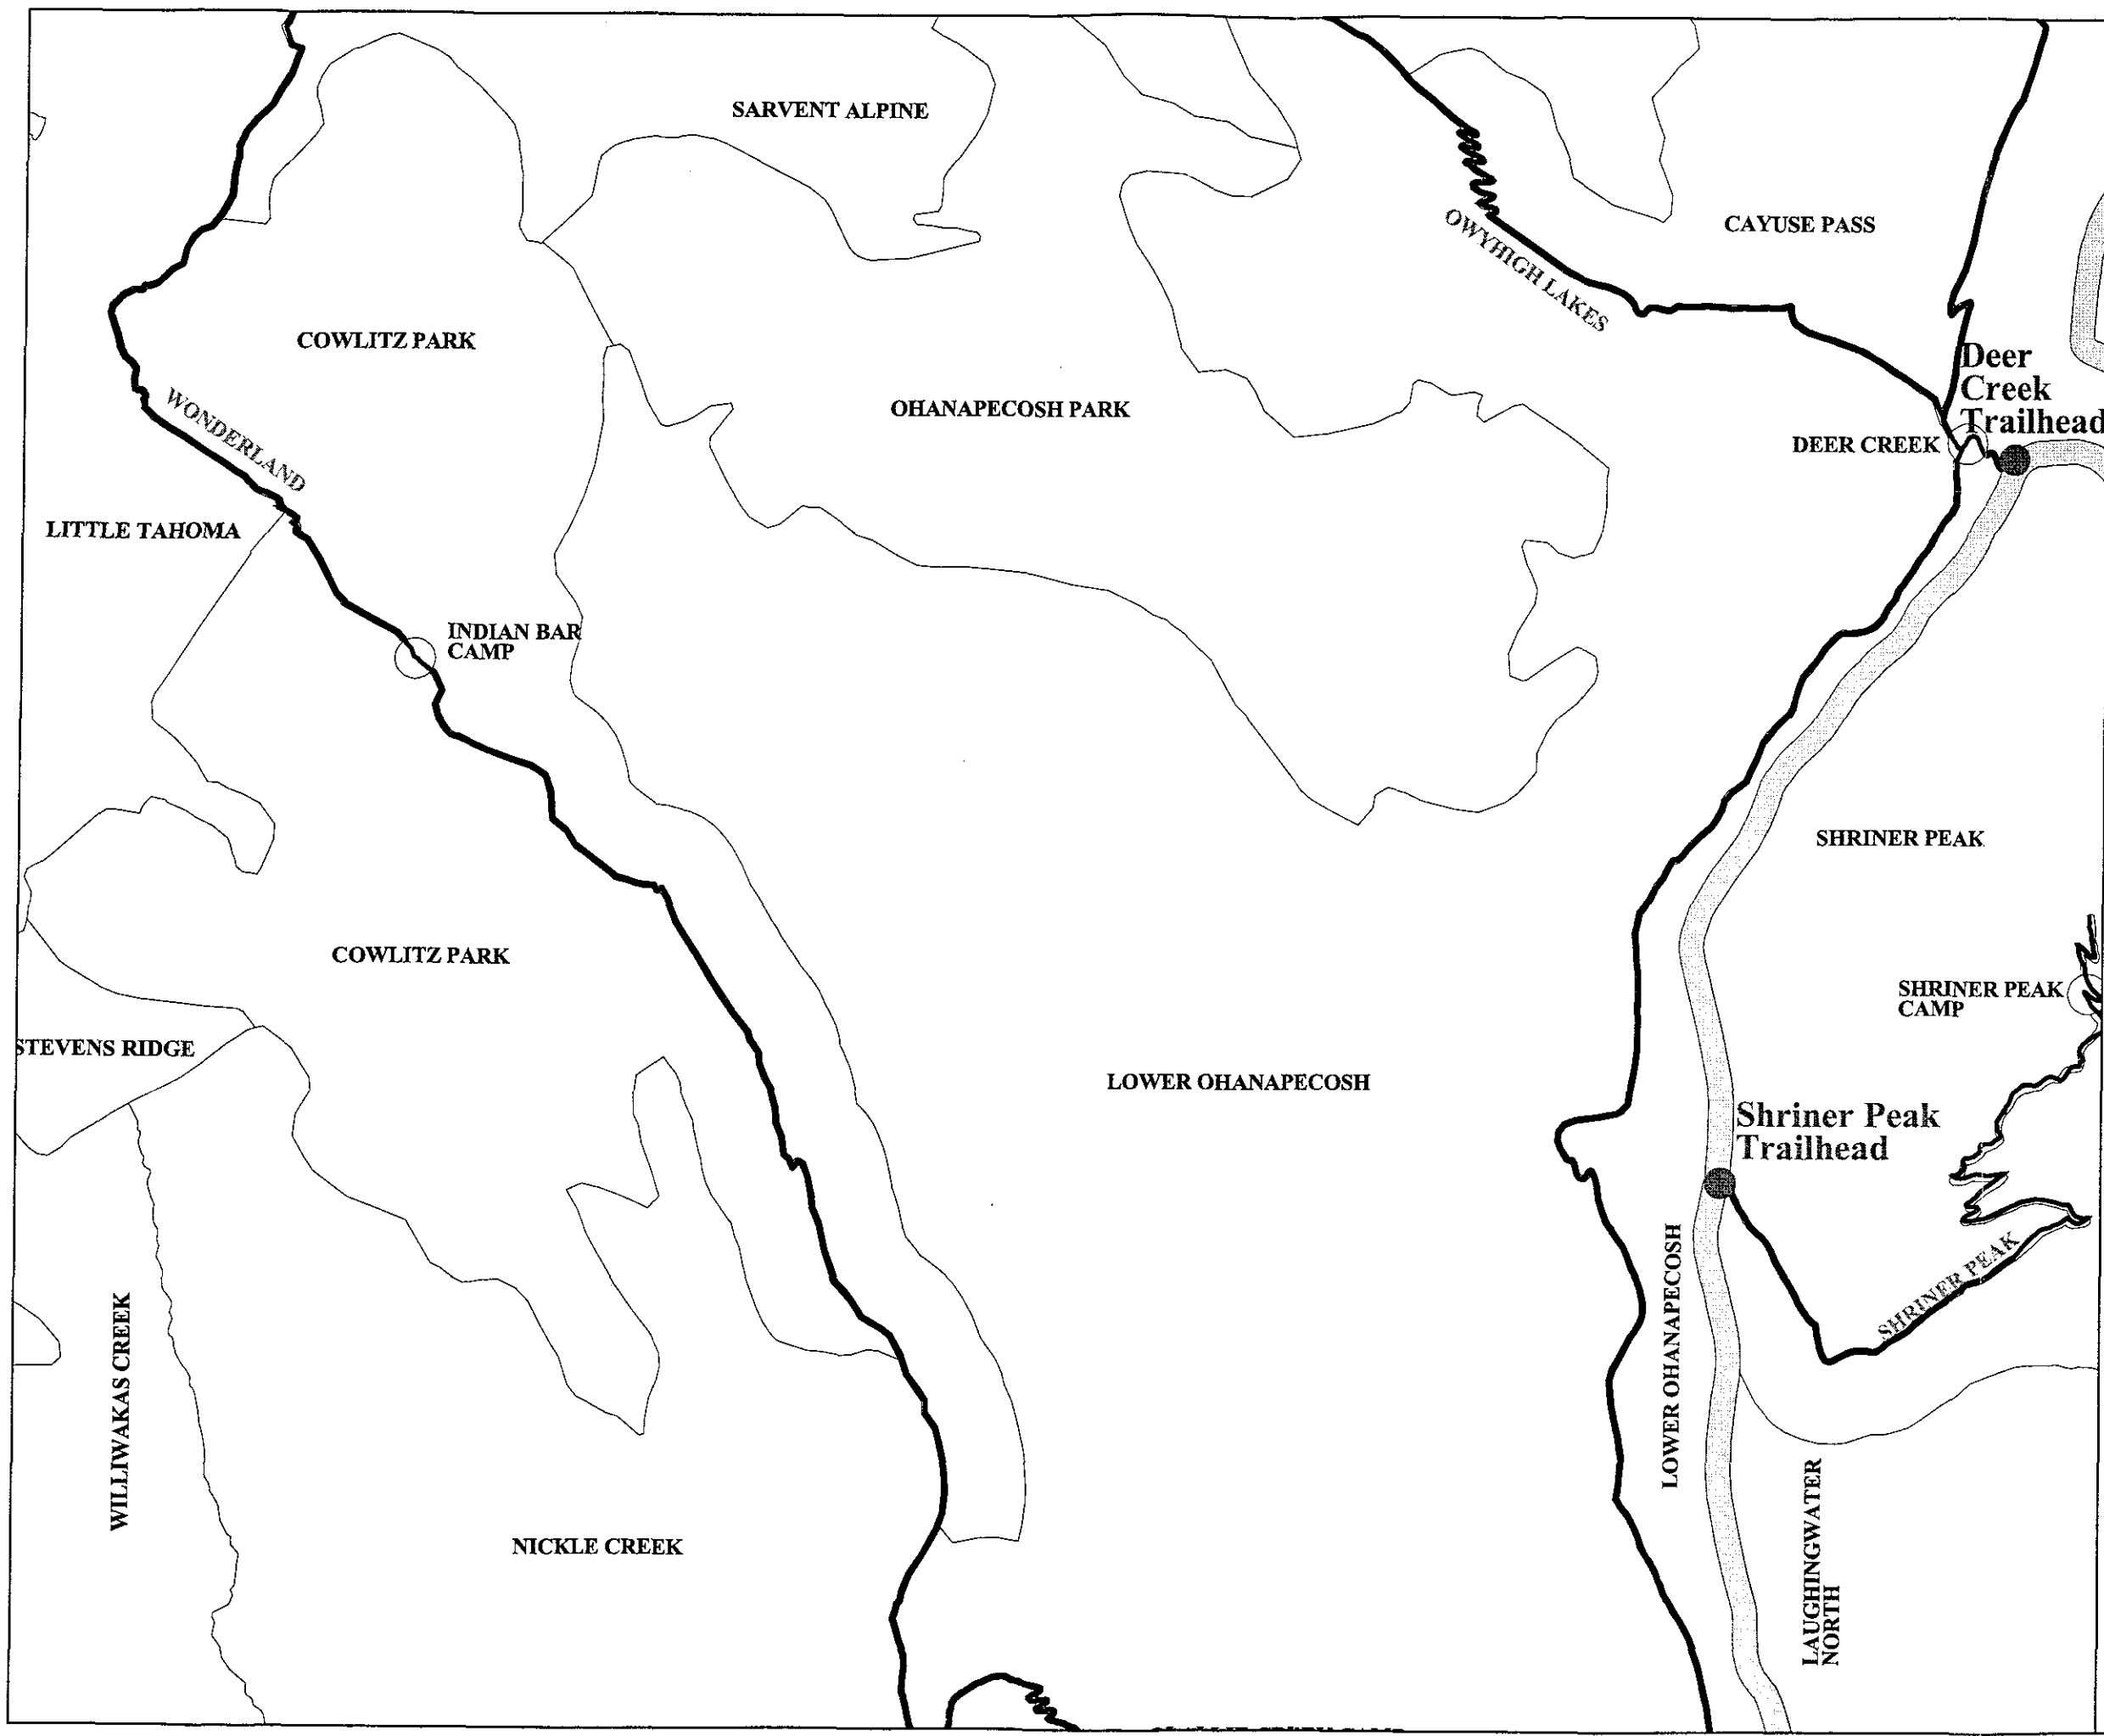 SARVENT ALPINE
CAYUSE PASS
OWYHIGH LAKES
COWLITZ PARK
Deer
Creek
Trailhead
WONDERLAND
OHANAPECOSH PARK
DEER CREEK
LITTLE TAHOMA
INDIAN BAR
CAMP
SHRINER PEAK
COWLITZ PARK
SHRINER PEAK
CAMP
STEVENS RIDGE
LOWER OHANAPECOSH
Shriner Peak
Trailhead
SHRINER PEAK
LOWER OHANAPECOSH
WILLIWAKAS CREEK
LAUGHINGWATER
NORTH
NICKLE CREEK